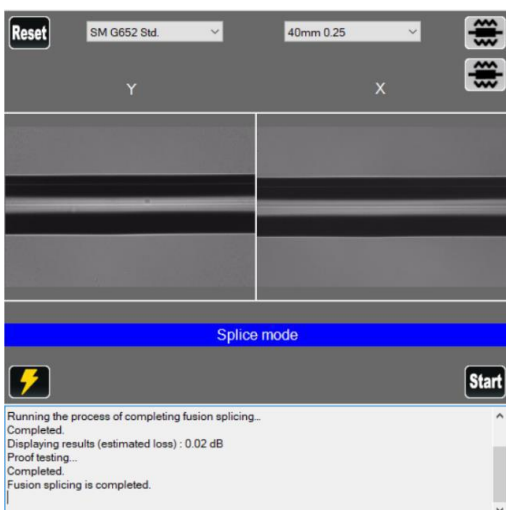 Reset
SM G652 Std.
40mm 0.25
Y
X
Splice mode
Start
Running the process of completing fusion splicing...
Completed.
Displaying results (estimated loss) : 0.02 dB
Proof testing...
Completed.
Fusion splicing is completed.